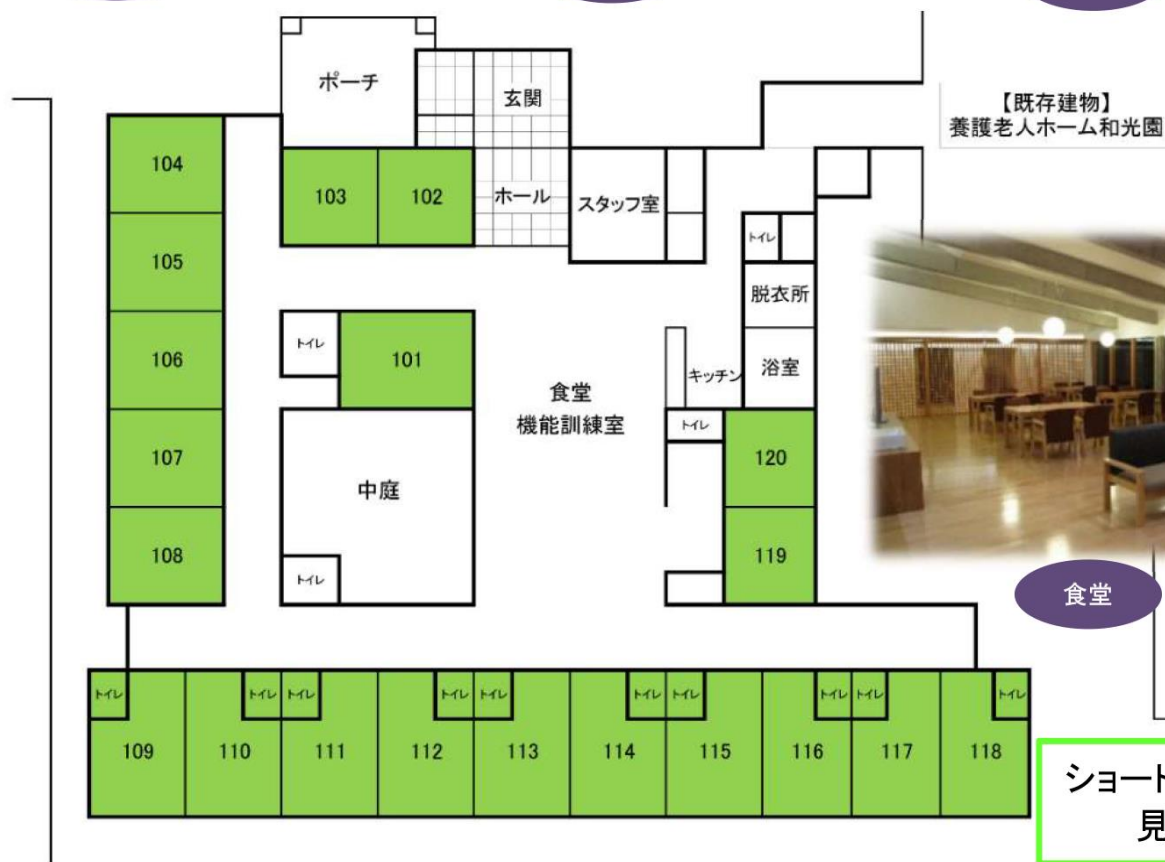 ポーチ
玄関
【既存建物】
養護老人ホーム和光園
104
103
102
ホール
スタッフ室
105
トイレ
脱衣所
106
トイレ
101
キッチン
浴室
食堂
機能訓練室
トイレ
107
中庭
120
108
トイレ
119
食堂
トイレ
トイレ
トイレ
トイレ
トイレ
トイレ
トイレ
トイレ
トイレ
トイレ
109
110
111
112
113
114
115
116
117
118
ショート
見